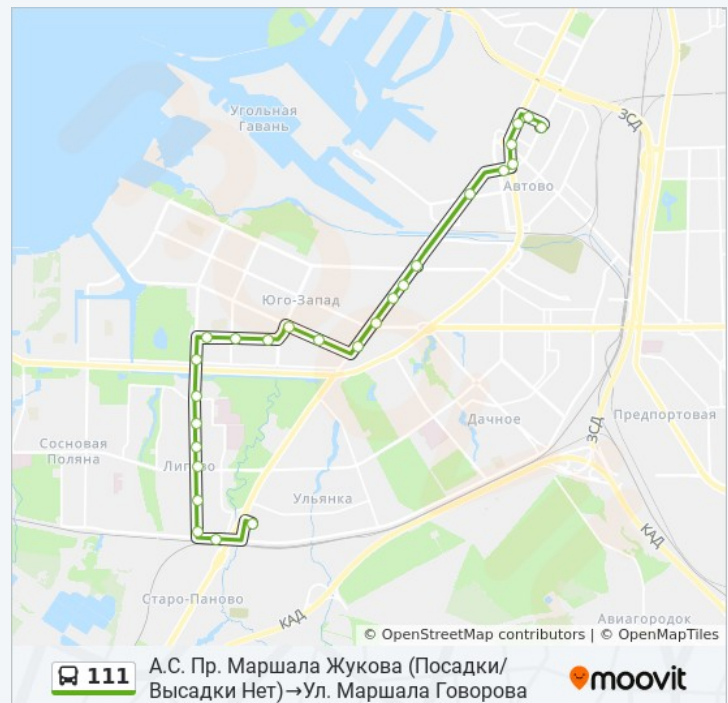 Угольная
Гавань
ЗСД
Автово
Юго-Запад
Дачное
Предпортовая
ЗСД
Сосновая
Поляна
Лигово
Ульянка
КАД
Старо-Паново
КАД
Авиагородок
© OpenStreetMap contributors | © OpenMapTiles
111
А.С. Пр. Маршала Жукова (Посадки/
Высадки Нет)→Ул. Маршала Говорова
moovit